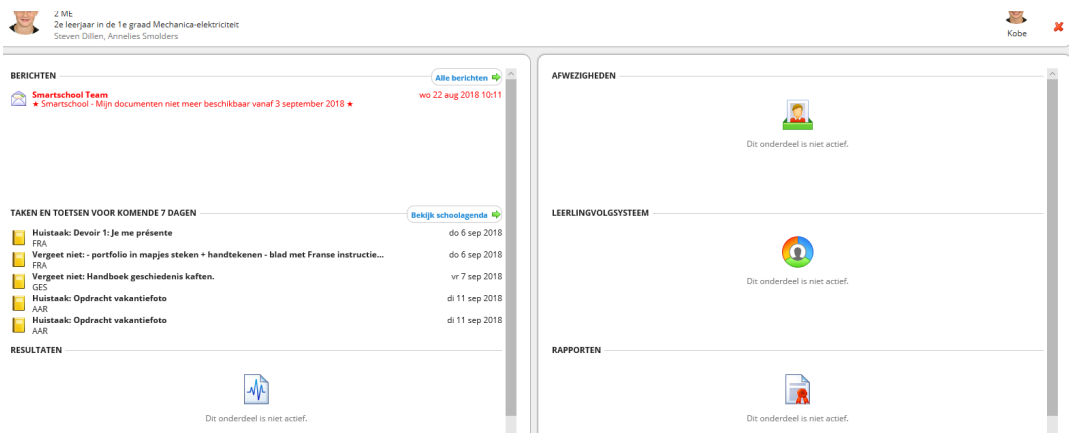 2 ME
2e leerjaar in de 1e graad Mechanica-elektriciteit
Steven Dillen, Annelies Smolders
Kobe
BERICHTEN
Alle berichten
Smartschool Team
wo 22 aug 2018 10:11
★ Smartschool - Mijn documenten niet meer beschikbaar vanaf 3 september 2018 ★
TAKEN EN TOETSEN VOOR KOMENDE 7 DAGEN
Bekijk schoolagenda
Huistaak: Devoir 1: Je me présente
do 6 sep 2018
FRA
Vergeet niet: - portfolio in mapjes steken + handtekenen - blad met Franse instructie...
do 6 sep 2018
FRA
Vergeet niet: Handboek geschiedenis kaften.
vr 7 sep 2018
GES
Huistaak: Opdracht vakantiefoto
di 11 sep 2018
AAR
Huistaak: Opdracht vakantiefoto
di 11 sep 2018
AAR
RESULTATEN
Dit onderdeel is niet actief.
AFWEZIGHEDEN
Dit onderdeel is niet actief.
LEERLINGVOLGSYSTEEM
Dit onderdeel is niet actief.
RAPPORTEN
Dit onderdeel is niet actief.